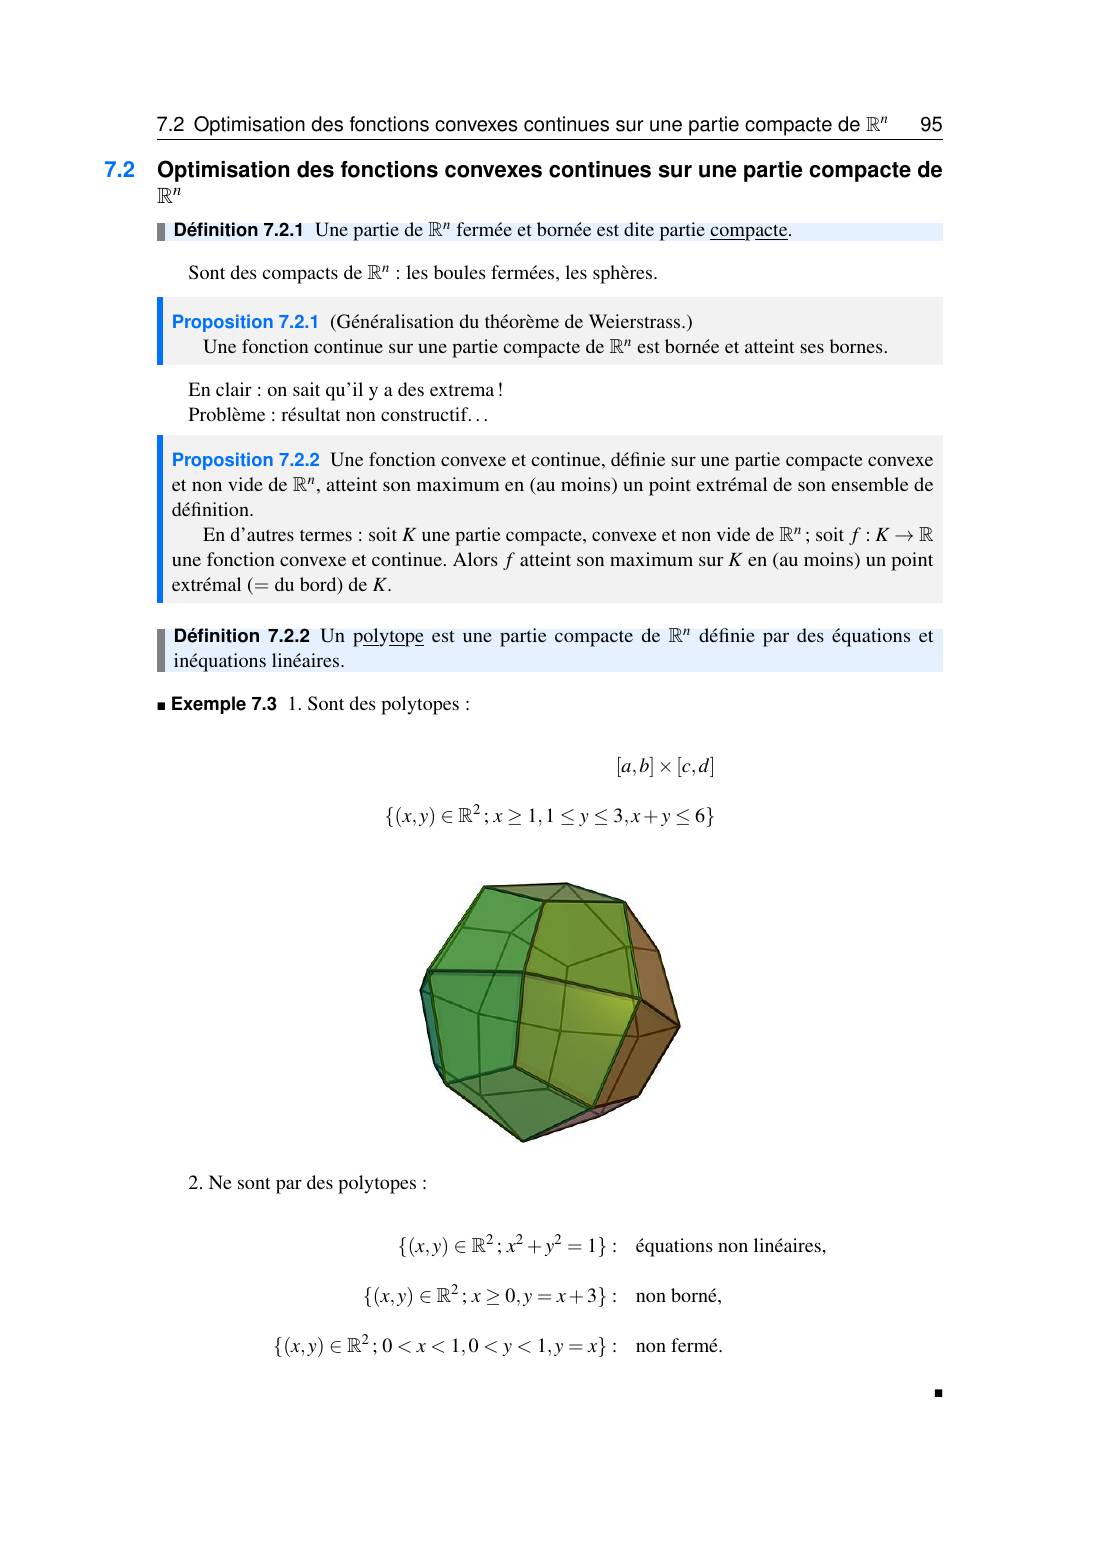 7.2 Optimisation des fonctions convexes continues sur une partie compacte de ℝⁿ 95
7.2 Optimisation des fonctions convexes continues sur une partie compacte de
ℝⁿ
Définition 7.2.1 Une partie de ℝⁿ fermée et bornée est dite partie compacte.
Sont des compacts de ℝⁿ : les boules fermées, les sphères.
Proposition 7.2.1 (Généralisation du théorème de Weierstrass.)
Une fonction continue sur une partie compacte de ℝⁿ est bornée et atteint ses bornes.
En clair : on sait qu'il y a des extrema !
Problème : résultat non constructif...
Proposition 7.2.2 Une fonction convexe et continue, définie sur une partie compacte convexe
et non vide de ℝⁿ, atteint son maximum en (au moins) un point extrémal de son ensemble de
définition.
En d'autres termes : soit K une partie compacte, convexe et non vide de ℝⁿ ; soit f : K → ℝ
une fonction convexe et continue. Alors f atteint son maximum sur K en (au moins) un point
extrémal (= du bord) de K.
Définition 7.2.2 Un polytope est une partie compacte de ℝⁿ définie par des équations et
inéquations linéaires.
■ Exemple 7.3 1. Sont des polytopes :
[a,b] × [c,d]
{(x,y) ∈ ℝ² ; x ≥ 1, 1 ≤ y ≤ 3, x + y ≤ 6}
2. Ne sont par des polytopes :
{(x,y) ∈ ℝ² ; x² + y² = 1} : équations non linéaires,
{(x,y) ∈ ℝ² ; x ≥ 0, y = x + 3} : non borné,
{(x,y) ∈ ℝ² ; 0 < x < 1, 0 < y < 1, y = x} : non fermé.
■